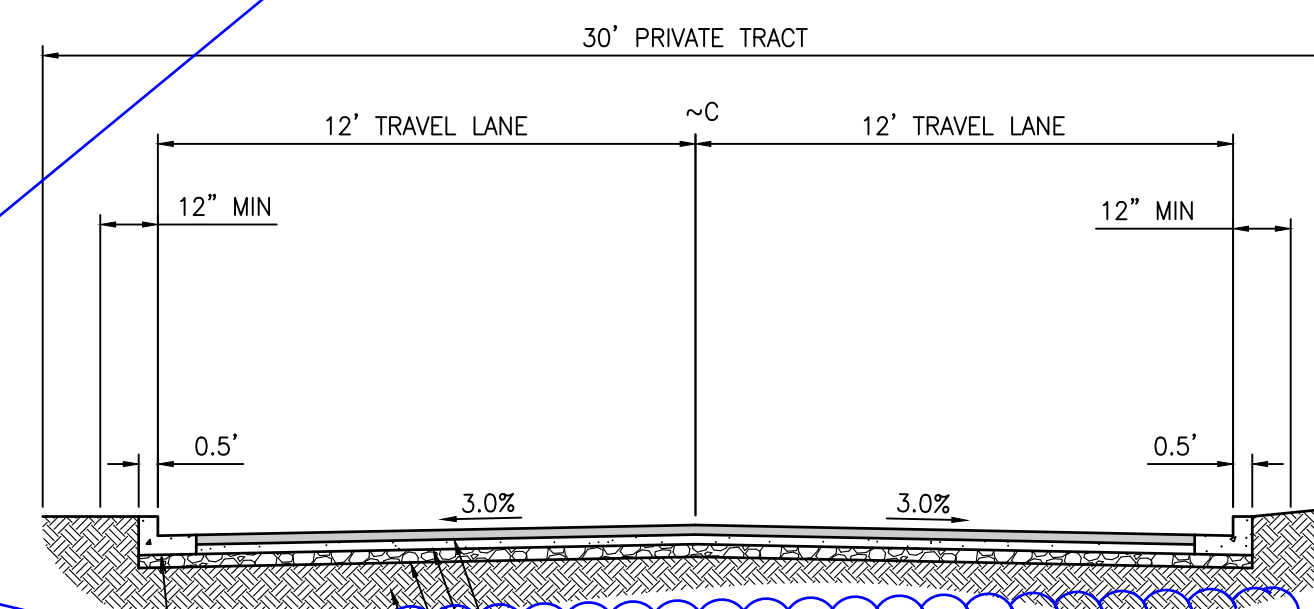 30' PRIVATE TRACT
~C
12' TRAVEL LANE
12' TRAVEL LANE
12" MIN
12" MIN
0.5'
0.5'
3.0%
3.0%